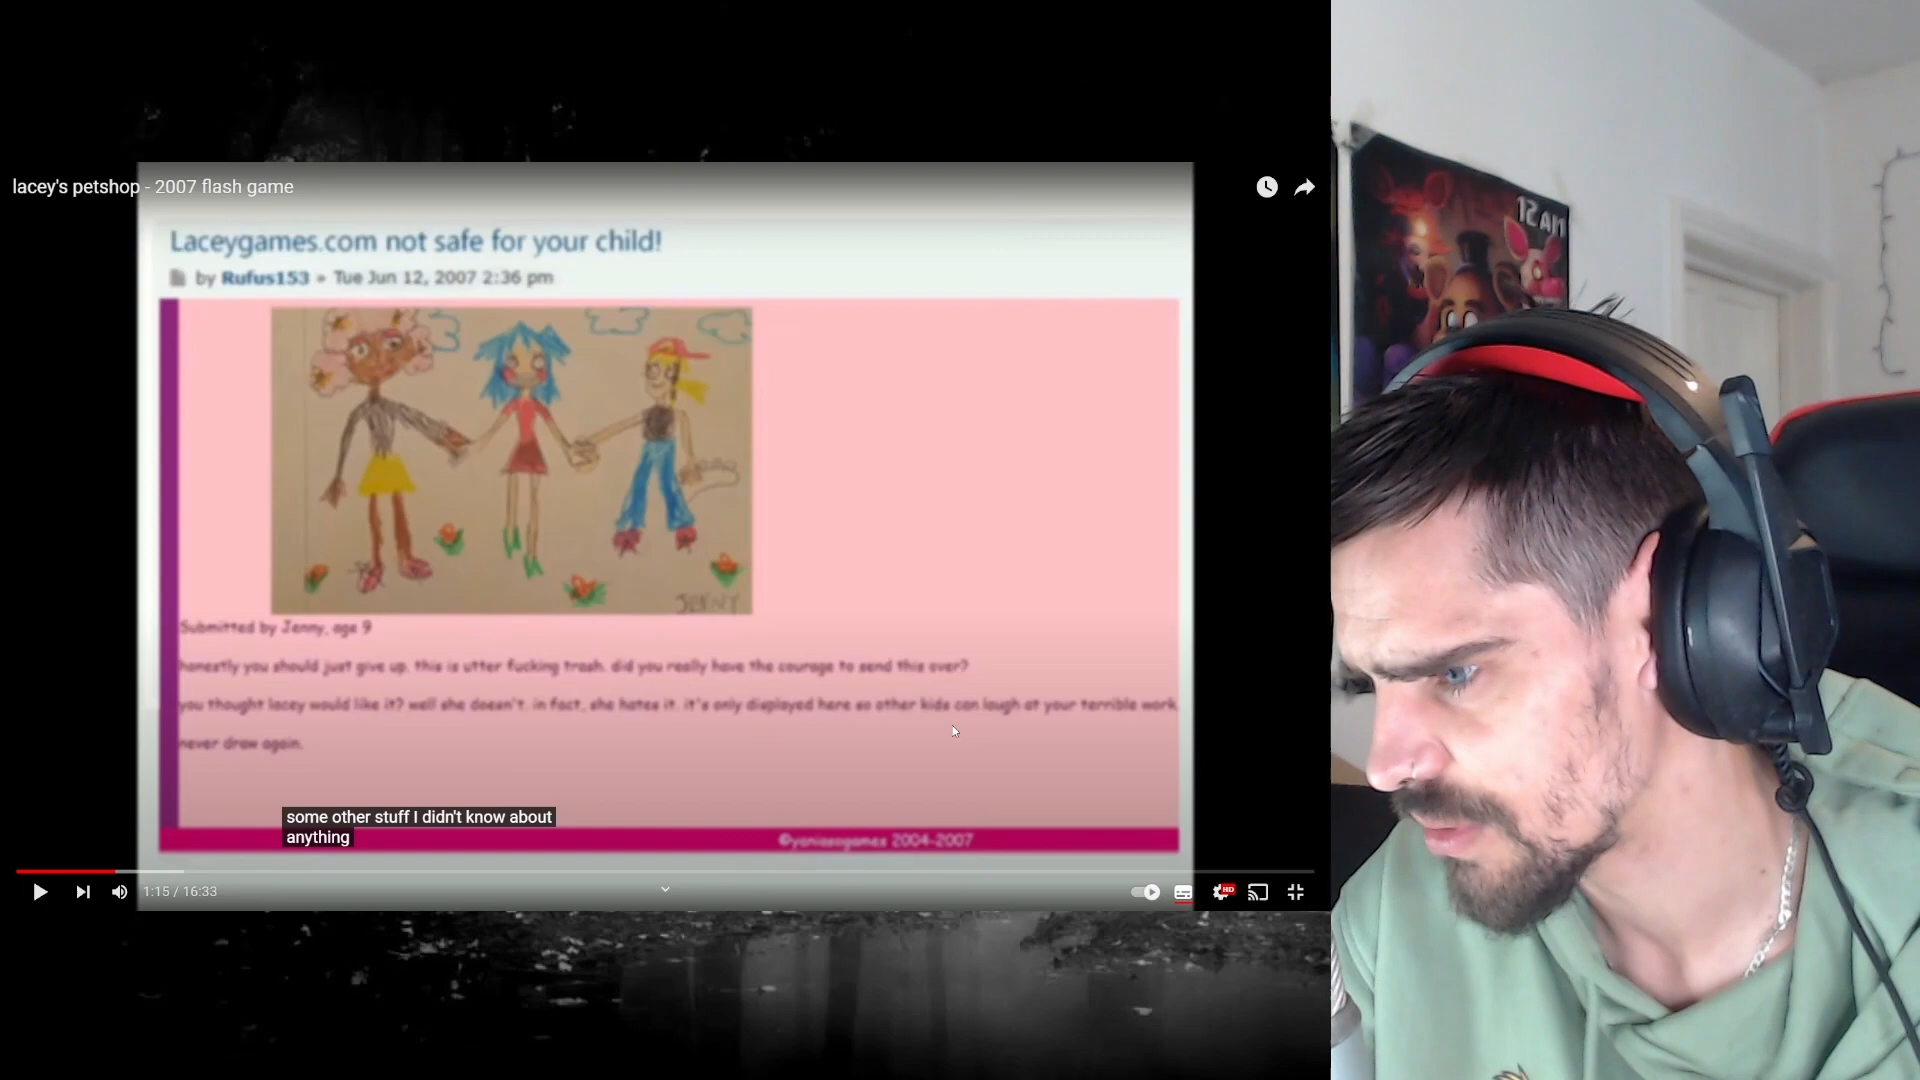 lacey's petshop - 2007 flash game
Laceygames.com not safe for your child!
by Rufus153 » Tue Jun 12, 2007 2:36 pm
JENNY
Submitted by Jenny, age 9
honestly you should just give up. this is utter fucking trash. did you really have the courage to send this over?
you thought lacey would like it? well she doesn't. in fact, she hates it. it's only displayed here so other kids can laugh at your terrible work.
never draw again.
some other stuff I didn't know about
anything
©yaniasagames 2004-2007
1:15 / 16:33
HD
12 AM